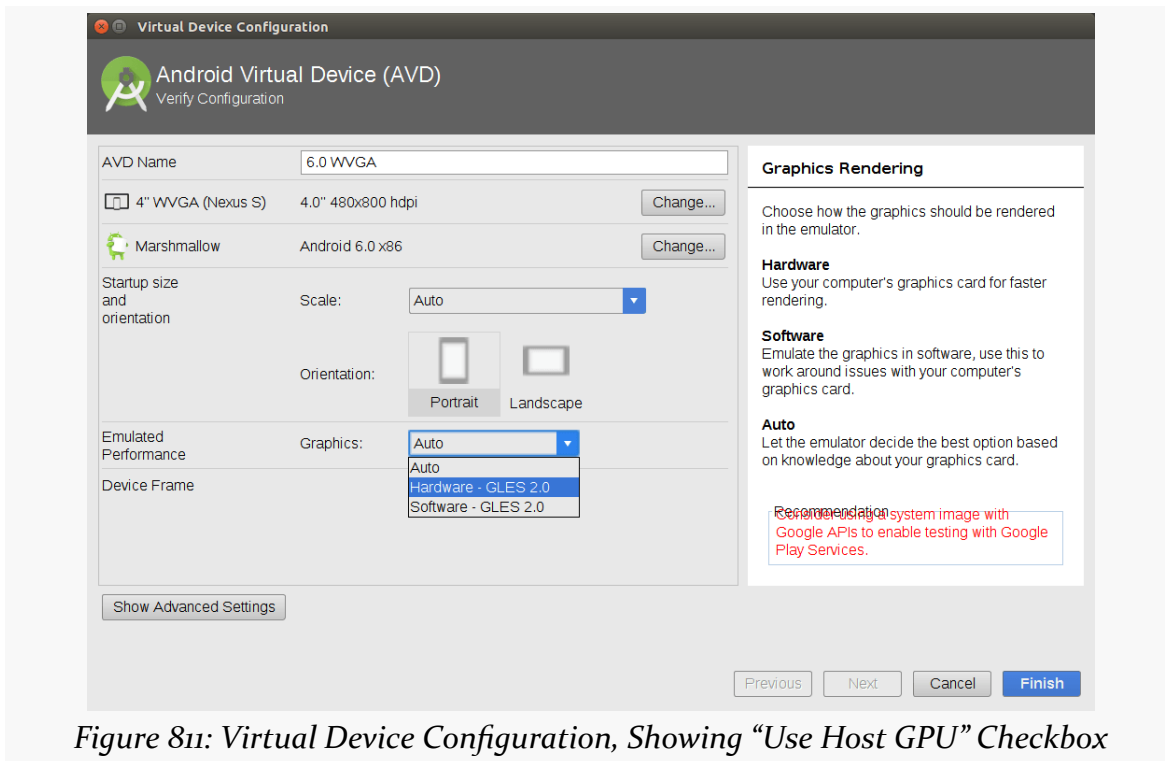 Virtual Device Configuration
Android Virtual Device (AVD)
Verify Configuration
AVD Name
6.0 WVGA
4" WVGA (Nexus S)
4.0" 480x800 hdpi
Change...
Marshmallow
Android 6.0 x86
Change...
Startup size
and
orientation
Scale:
Auto
Orientation:
Portrait
Landscape
Emulated
Performance
Graphics:
Auto
Auto
Hardware - GLES 2.0
Software - GLES 2.0
Device Frame
Graphics Rendering
Choose how the graphics should be rendered
in the emulator.
Hardware
Use your computer's graphics card for faster
rendering.
Software
Emulate the graphics in software, use this to
work around issues with your computer's
graphics card.
Auto
Let the emulator decide the best option based
on knowledge about your graphics card.
Recommendation
Consider using a system image with
Google APIs to enable testing with Google
Play Services.
Show Advanced Settings
Previous
Next
Cancel
Finish
Figure 811: Virtual Device Configuration, Showing “Use Host GPU” Checkbox